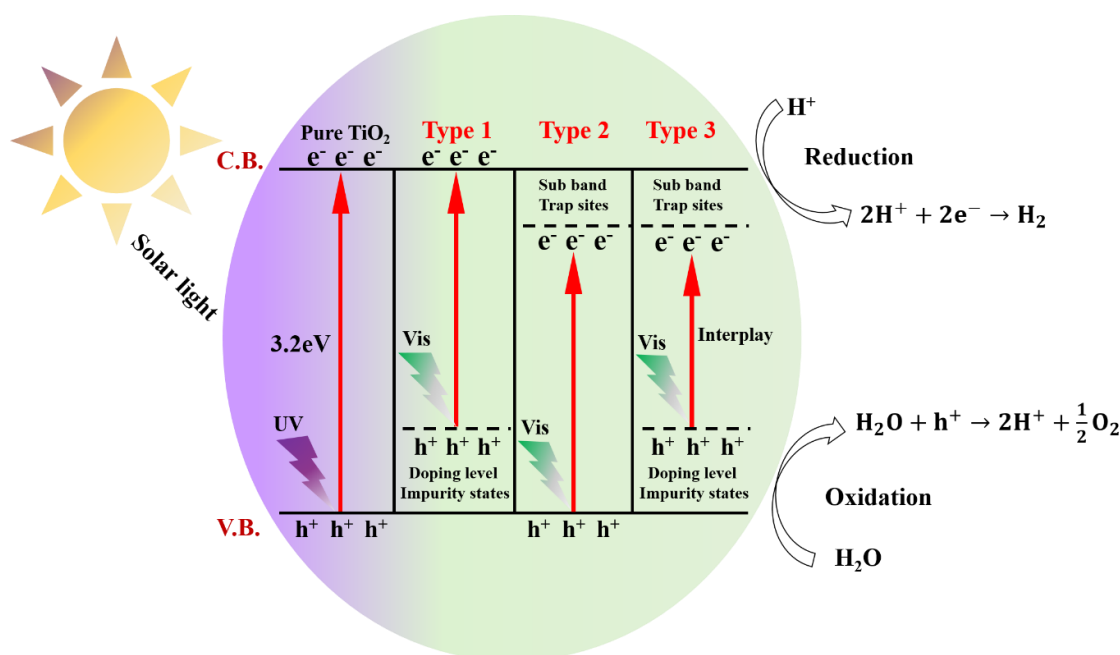 Solar light
C.B.
V.B.
Pure TiO₂
e⁻ e⁻ e⁻
3.2eV
UV
h⁺ h⁺ h⁺
Type 1
e⁻ e⁻ e⁻
Vis
h⁺ h⁺ h⁺
Doping level
Impurity states
Type 2
Sub band
Trap sites
e⁻ e⁻ e⁻
Vis
h⁺ h⁺ h⁺
Type 3
Sub band
Trap sites
e⁻ e⁻ e⁻
Vis
Interplay
h⁺ h⁺ h⁺
Doping level
Impurity states
H⁺
Reduction
2H⁺ + 2e⁻ → H₂
H₂O + h⁺ → 2H⁺ + ½O₂
Oxidation
H₂O